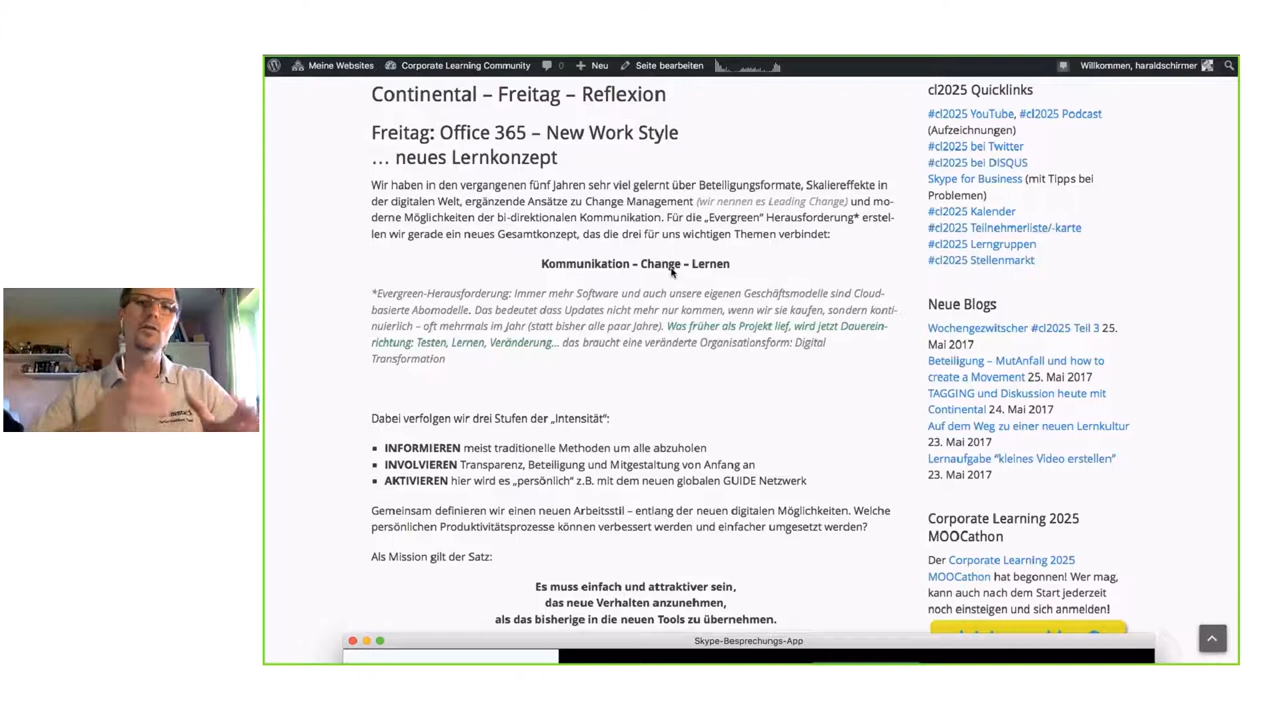 Meine Websites Corporate Learning Community 0 Neu Seite bearbeiten Willkommen, haraldschirmer
Continental – Freitag – Reflexion
Freitag: Office 365 – New Work Style
… neues Lernkonzept
Wir haben in den vergangenen fünf Jahren sehr viel gelernt über Beteiligungsformate, Skaliereffekte in
der digitalen Welt, ergänzende Ansätze zu Change Management (wir nennen es Leading Change) und mo-
derne Möglichkeiten der bi-direktionalen Kommunikation. Für die „Evergreen“ Herausforderung* erstel-
len wir gerade ein neues Gesamtkonzept, das die drei für uns wichtigen Themen verbindet:
Kommunikation – Change – Lernen
*Evergreen-Herausforderung: Immer mehr Software und auch unsere eigenen Geschäftsmodelle sind Cloud-
basierte Abomodelle. Das bedeutet dass Updates nicht mehr nur kommen, wenn wir sie kaufen, sondern konti-
nuierlich – oft mehrmals im Jahr (statt bisher alle paar Jahre). Was früher als Projekt lief, wird jetzt Dauerein-
richtung: Testen, Lernen, Veränderung… das braucht eine veränderte Organisationsform: Digital
Transformation
Dabei verfolgen wir drei Stufen der „Intensität“:
▪ INFORMIEREN meist traditionelle Methoden um alle abzuholen
▪ INVOLVIEREN Transparenz, Beteiligung und Mitgestaltung von Anfang an
▪ AKTIVIEREN hier wird es „persönlich“ z.B. mit dem neuen globalen GUIDE Netzwerk
Gemeinsam definieren wir einen neuen Arbeitsstil – entlang der neuen digitalen Möglichkeiten. Welche
persönlichen Produktivitätsprozesse können verbessert werden und einfacher umgesetzt werden?
Als Mission gilt der Satz:
Es muss einfach und attraktiver sein,
das neue Verhalten anzunehmen,
als das bisherige in die neuen Tools zu übernehmen.
Skype-Besprechungs-App
cl2025 Quicklinks
#cl2025 YouTube, #cl2025 Podcast
(Aufzeichnungen)
#cl2025 bei Twitter
#cl2025 bei DISQUS
Skype for Business (mit Tipps bei
Problemen)
#cl2025 Kalender
#cl2025 Teilnehmerliste/-karte
#cl2025 Lerngruppen
#cl2025 Stellenmarkt
Neue Blogs
Wochengezwitscher #cl2025 Teil 3 25.
Mai 2017
Beteiligung – MutAnfall und how to
create a Movement 25. Mai 2017
TAGGING und Diskussion heute mit
Continental 24. Mai 2017
Auf dem Weg zu einer neuen Lernkultur
23. Mai 2017
Lernaufgabe “kleines Video erstellen”
23. Mai 2017
Corporate Learning 2025
MOOCathon
Der Corporate Learning 2025
MOOCathon hat begonnen! Wer mag,
kann auch nach dem Start jederzeit
noch einsteigen und sich anmelden!